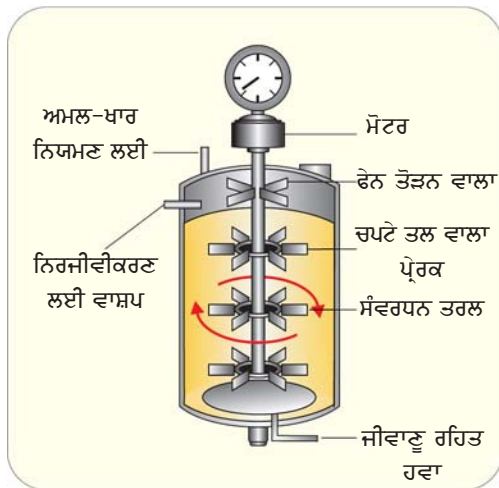 ਅਮਲ-ਖਾਰ
ਨਿਯਮਣ ਲਈ
ਮੋਟਰ
ਫੇਨ ਤੋੜਨ ਵਾਲਾ
ਚਪਟੇ ਤਲ ਵਾਲਾ
ਪ੍ਰੇਰਕ
ਨਿਰਜੀਵੀਕਰਣ
ਲਈ ਵਾਸ਼ਪ
ਸੰਵਰਧਨ ਤਰਲ
ਜੀਵਾਣੂ ਰਹਿਤ
ਹਵਾ